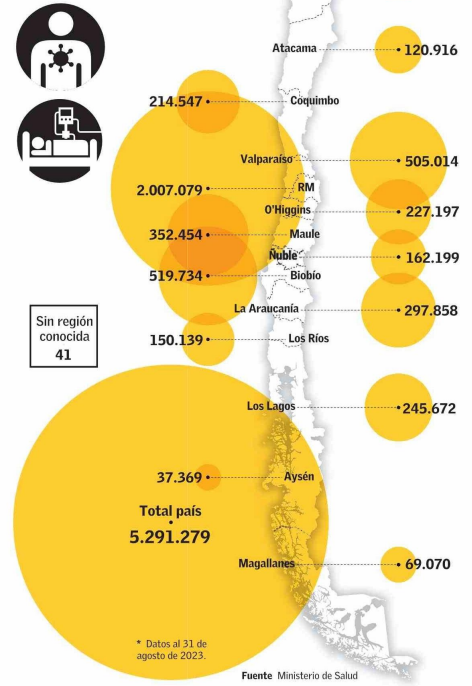 Atacama 120.916
214.547 Coquimbo
Valparaíso 505.014
2.007.079 RM
O'Higgins 227.197
352.454 Maule
Ñuble 162.199
519.734 Biobío
La Araucanía 297.858
Sin región
conocida
41
150.139 Los Ríos
Los Lagos 245.672
37.369 Aysén
Total país
5.291.279
Magallanes 69.070
* Datos al 31 de
agosto de 2023.
Fuente Ministerio de Salud